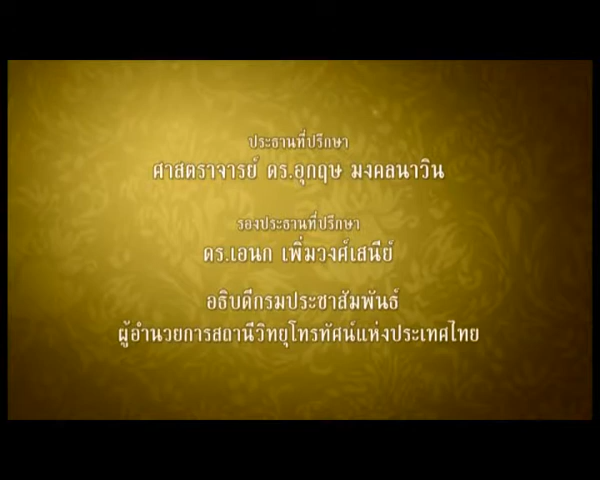 ประธานที่ปรึกษา
ศาสตราจารย์ ดร.อุกฤษ มงคลนาวิน
รองประธานที่ปรึกษา
ดร.เอนก เพิ่มวงศ์เสนีย์
อธิบดีกรมประชาสัมพันธ์
ผู้อำนวยการสถานีวิทยุโทรทัศน์แห่งประเทศไทย